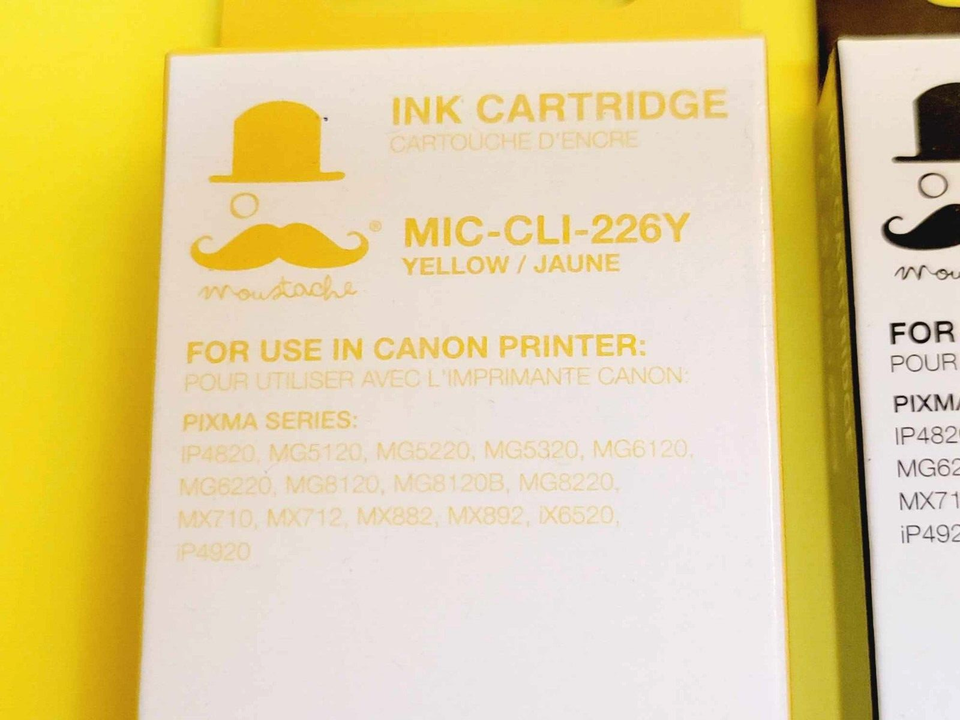 INK CARTRIDGE
CARTOUCHE D'ENCRE
®
MIC-CLI-226Y
YELLOW / JAUNE
moustache
FOR USE IN CANON PRINTER:
POUR UTILISER AVEC L'IMPRIMANTE CANON:
PIXMA SERIES:
IP4820, MG5120, MG5220, MG5320, MG6120,
MG6220, MG8120, MG8120B, MG8220,
MX710, MX712, MX882, MX892, iX6520,
iP4920
mou
FOR
POUR
PIXMA
IP4820
MG62
MX71
iP492